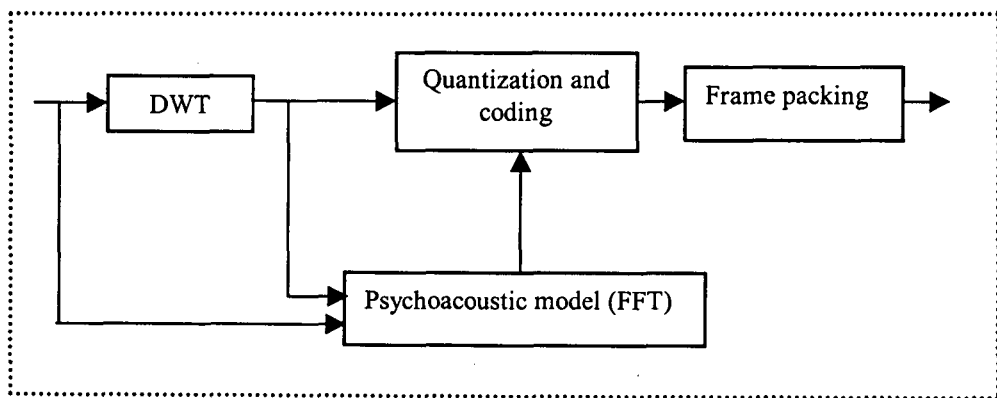 DWT
Quantization and
coding
Frame packing
Psychoacoustic model (FFT)